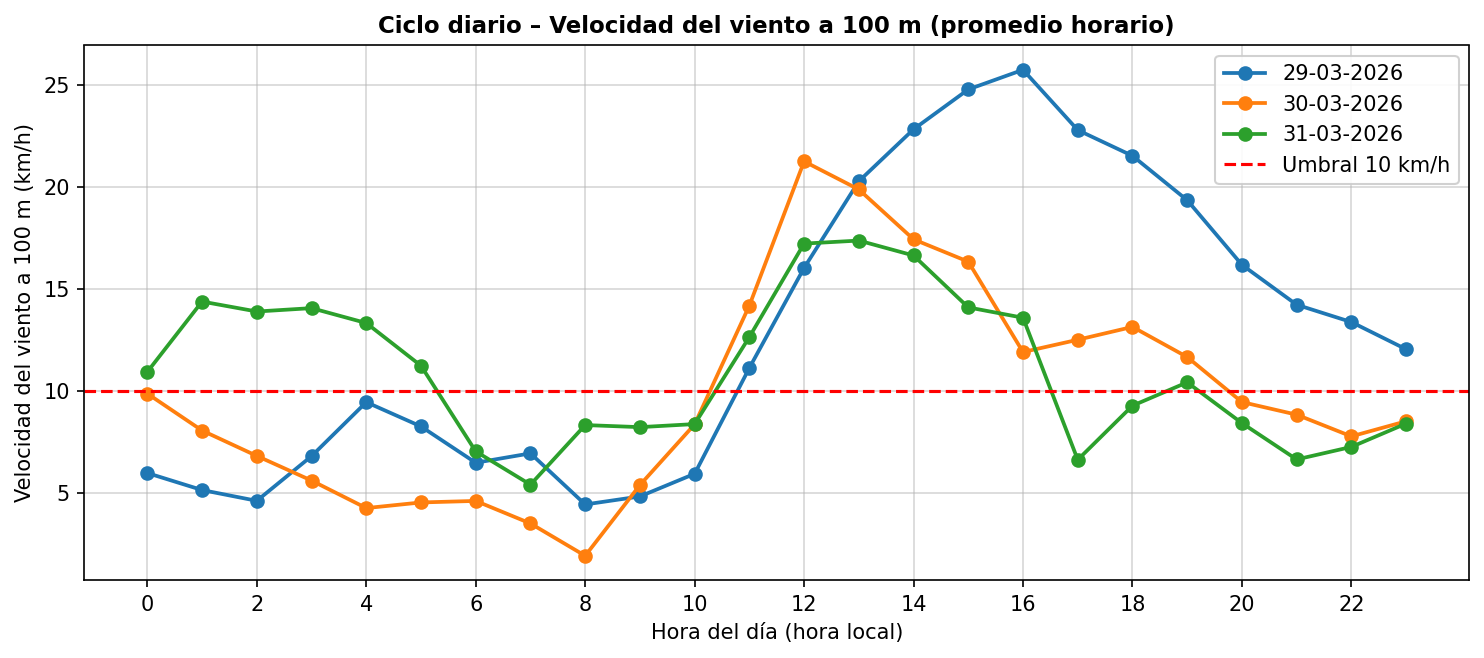 Ciclo diario – Velocidad del viento a 100 m (promedio horario)
Velocidad del viento a 100 m (km/h)
25
20
15
10
5
29-03-2026
30-03-2026
31-03-2026
Umbral 10 km/h
0 2 4 6 8 10 12 14 16 18 20 22
Hora del día (hora local)